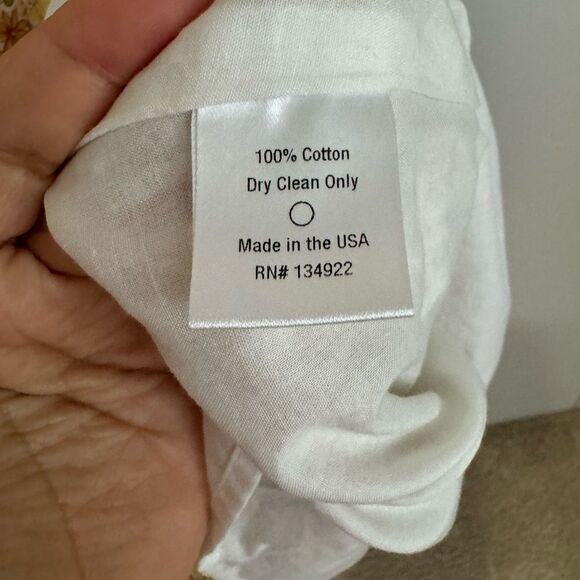 100% Cotton
Dry Clean Only
Made in the USA
RN# 134922